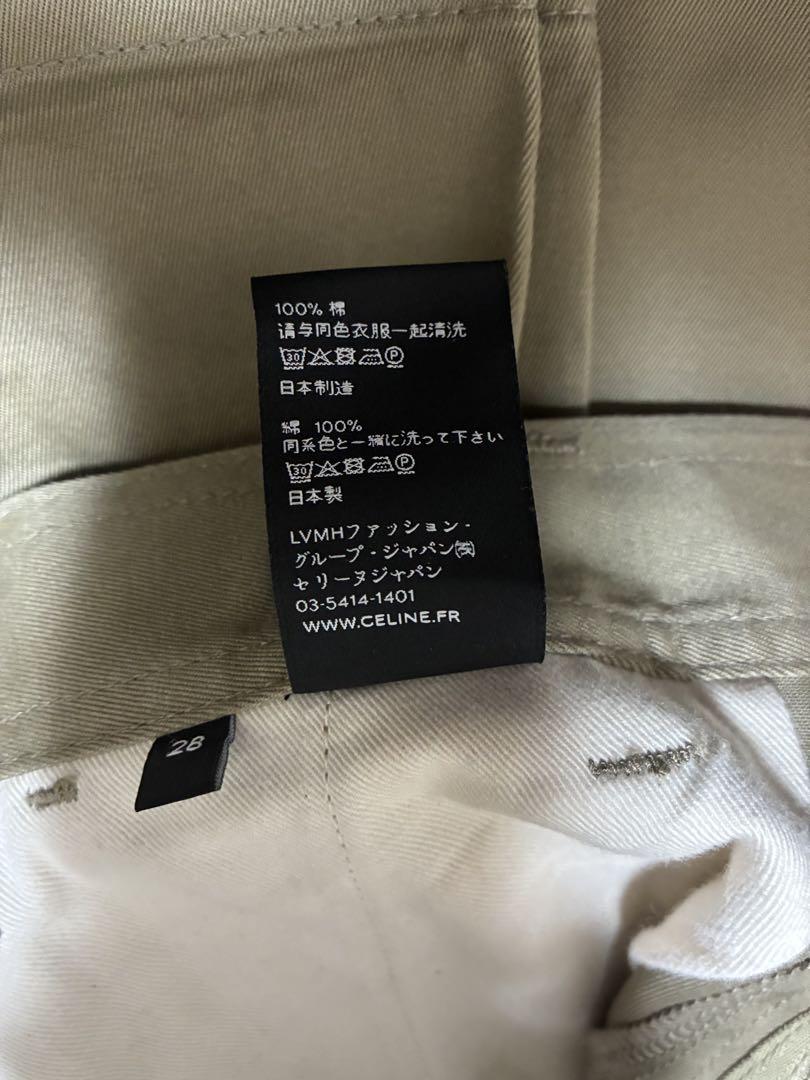 100% 棉
请与同色衣服一起清洗
30 P
日本制造
綿 100%
同系色と一緒に洗って下さい
30 P
日本製
LVMHファッション・
グループ・ジャパン㈱
セリーヌジャパン
03-5414-1401
WWW.CELINE.FR
28